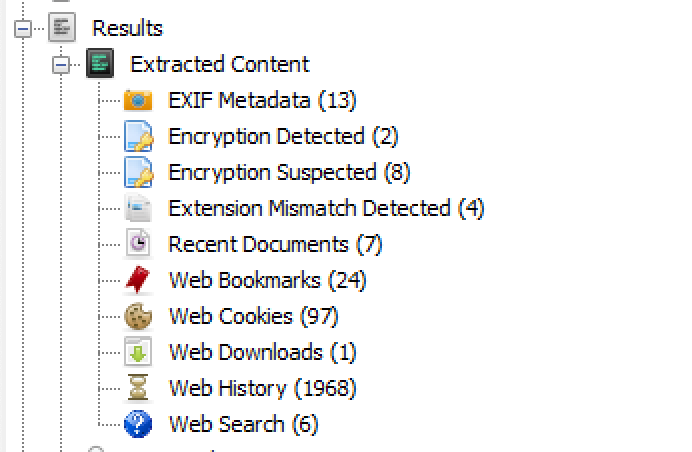 Results
Extracted Content
EXIF Metadata (13)
Encryption Detected (2)
Encryption Suspected (8)
Extension Mismatch Detected (4)
Recent Documents (7)
Web Bookmarks (24)
Web Cookies (97)
Web Downloads (1)
Web History (1968)
Web Search (6)